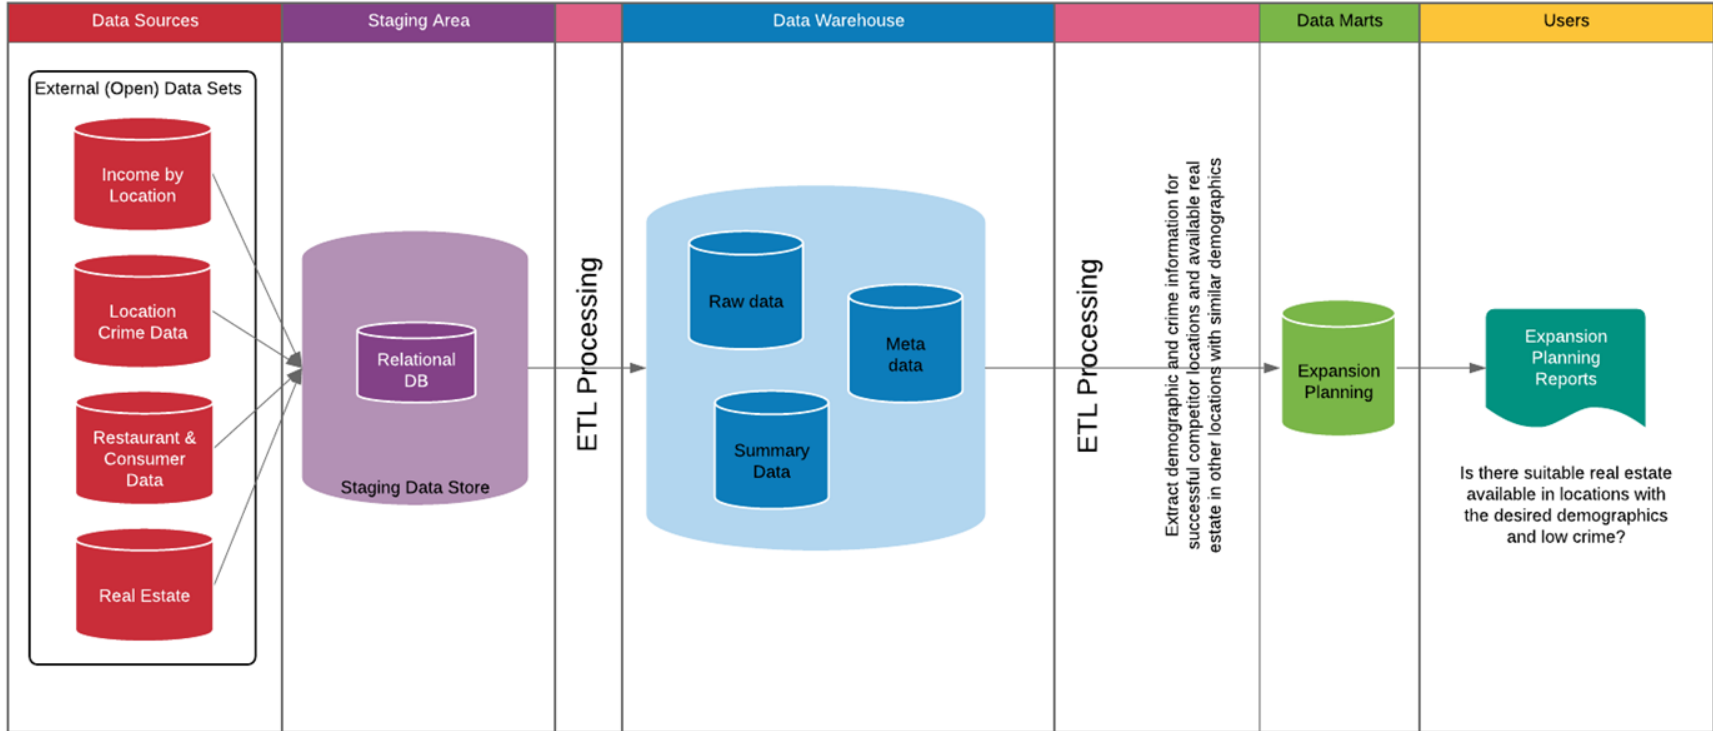 Data Sources
Staging Area
Data Warehouse
Data Marts
Users
External (Open) Data Sets
Income by
Location
Location
Crime Data
Restaurant &
Consumer
Data
Real Estate
Relational
DB
Staging Data Store
ETL Processing
Raw data
Meta
data
Summary
Data
ETL Processing
Extract demographic and crime information for
successful competitor locations and available real
estate in other locations with similar demographics
Expansion
Planning
Expansion
Planning
Reports
Is there suitable real estate
available in locations with
the desired demographics
and low crime?